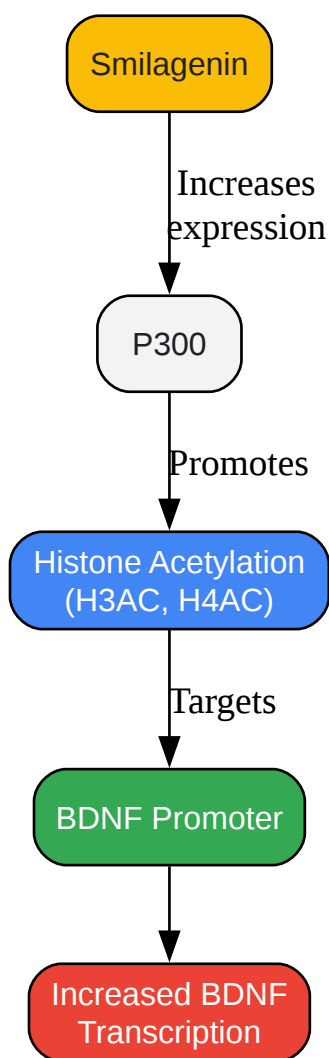 Smilagenin
Increases
expression
P300
Promotes
Histone Acetylation
(H3AC, H4AC)
Targets
BDNF Promoter
Increased BDNF
Transcription